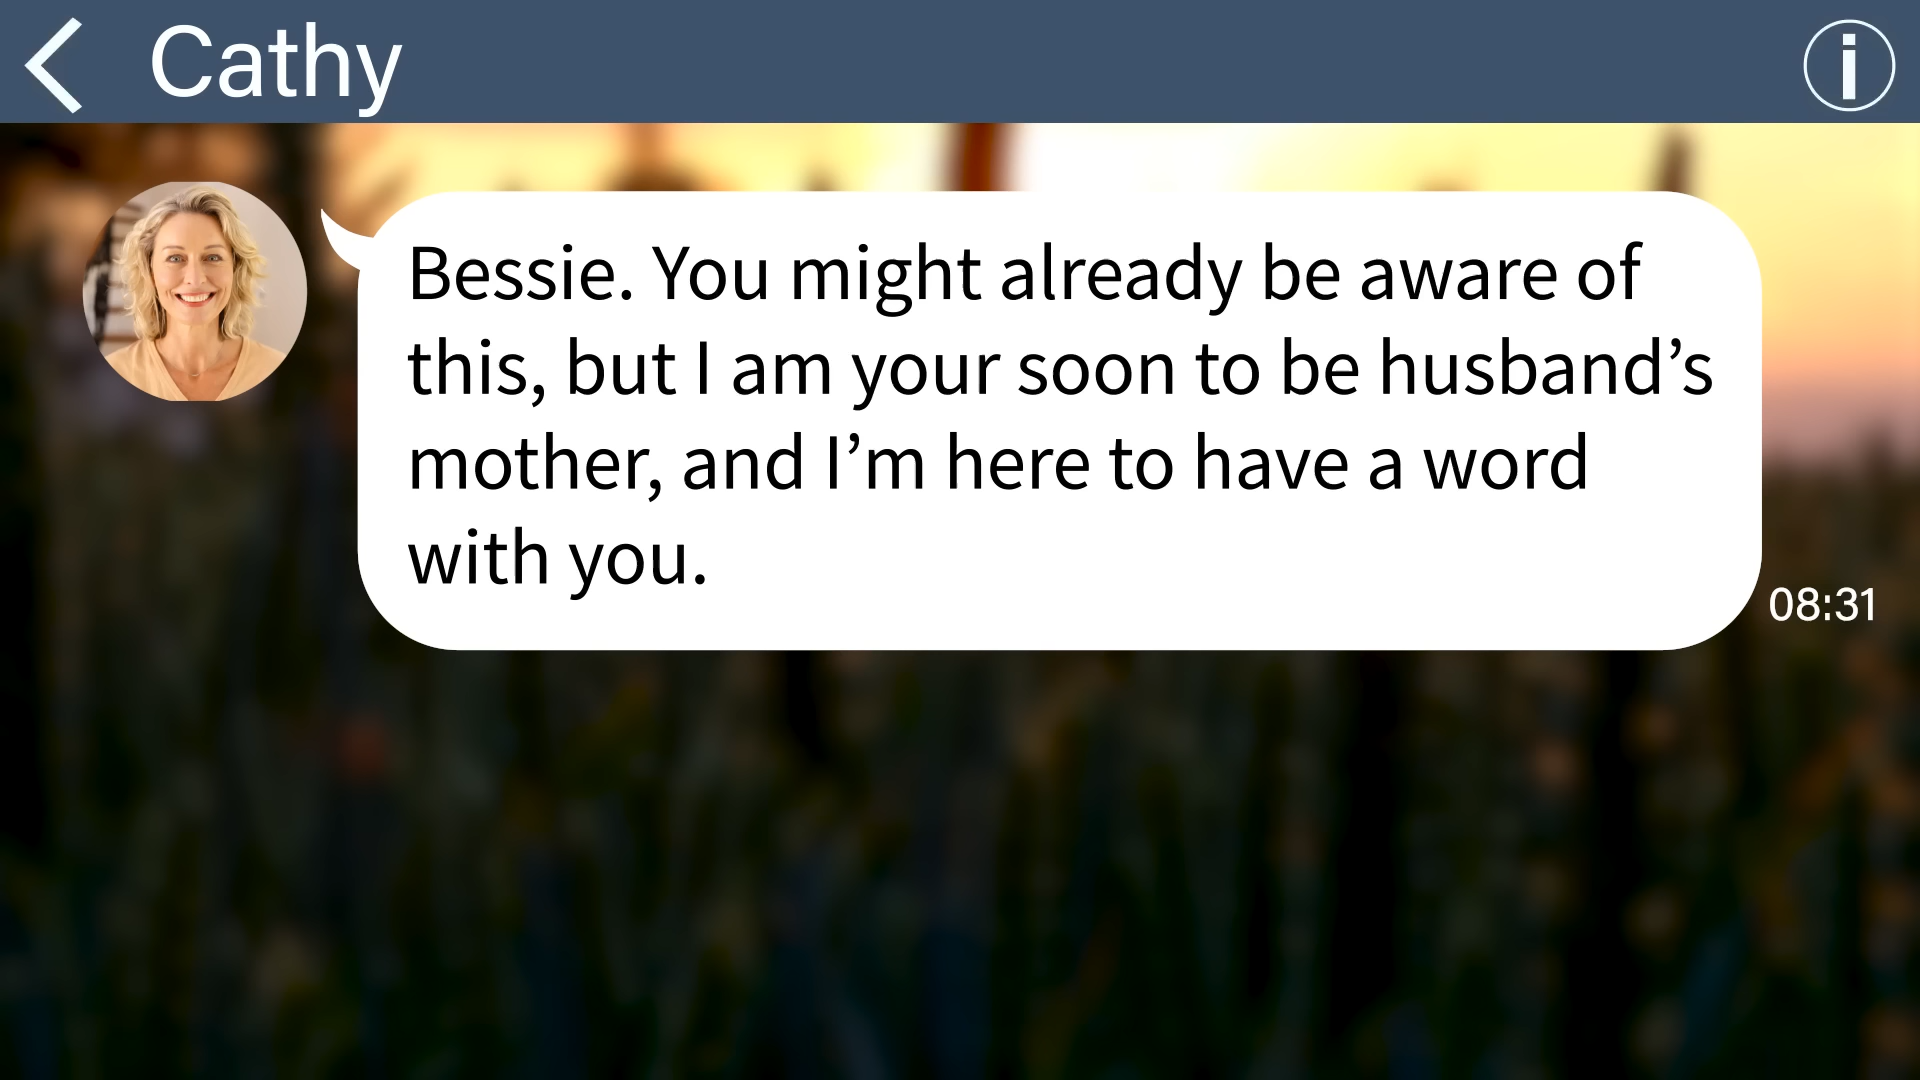 Cathy
Bessie. You might already be aware of
this, but I am your soon to be husband’s
mother, and I’m here to have a word
with you.
08:31